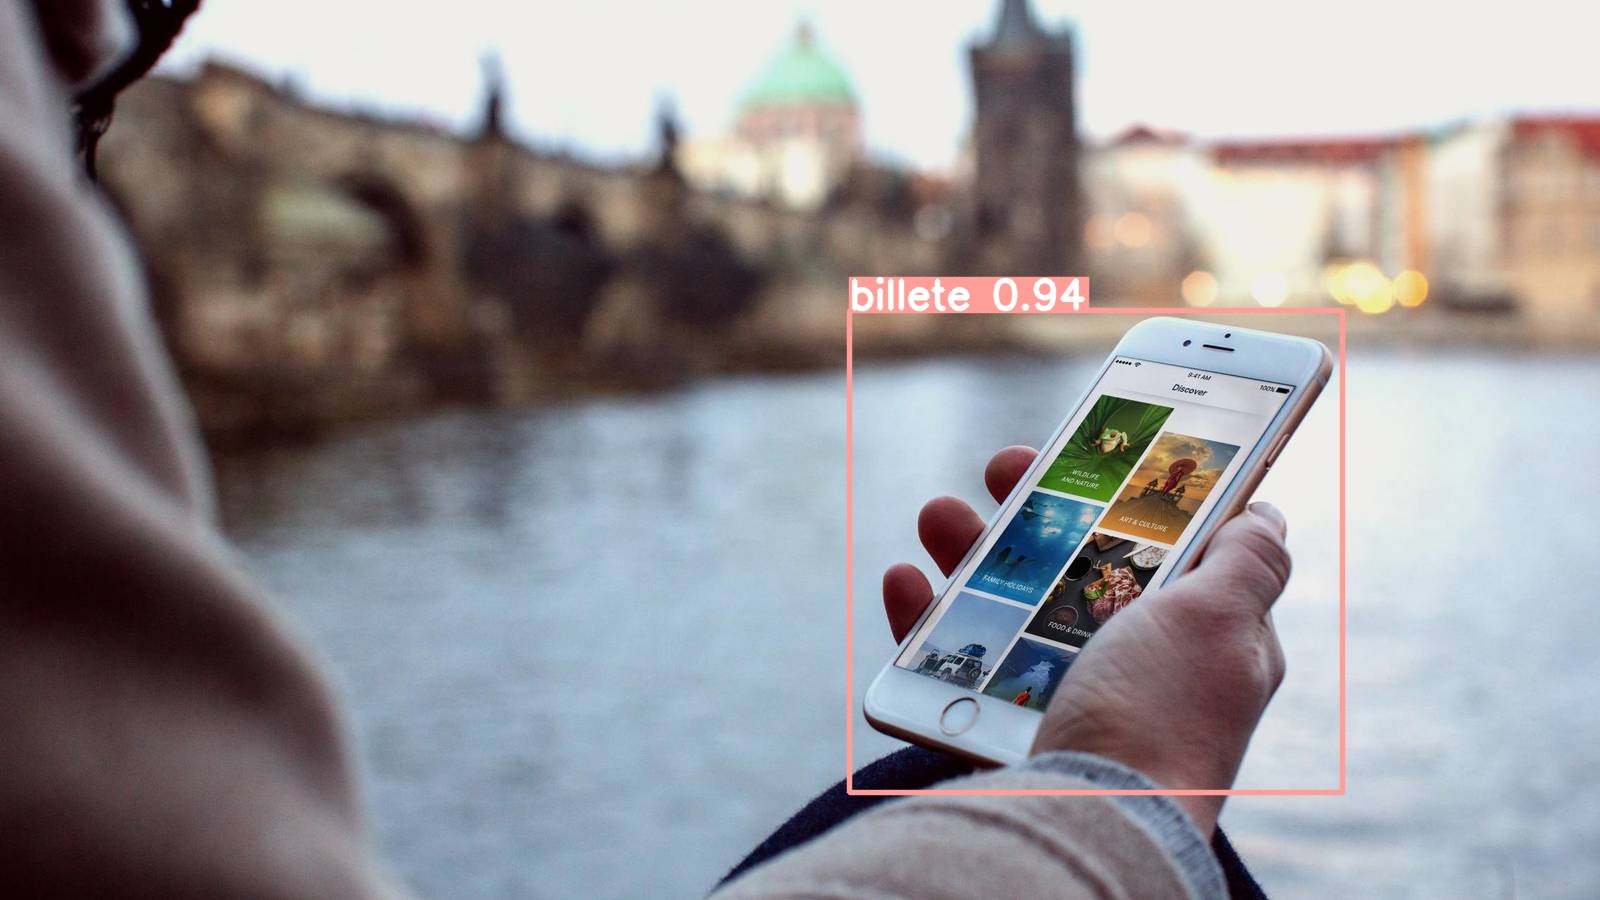 billete 0.94
9:41 AM
100%
Discover
WILDLIFE
AND NATURE
ART & CULTURE
FAMILY HOLIDAYS
FOOD & DRINK